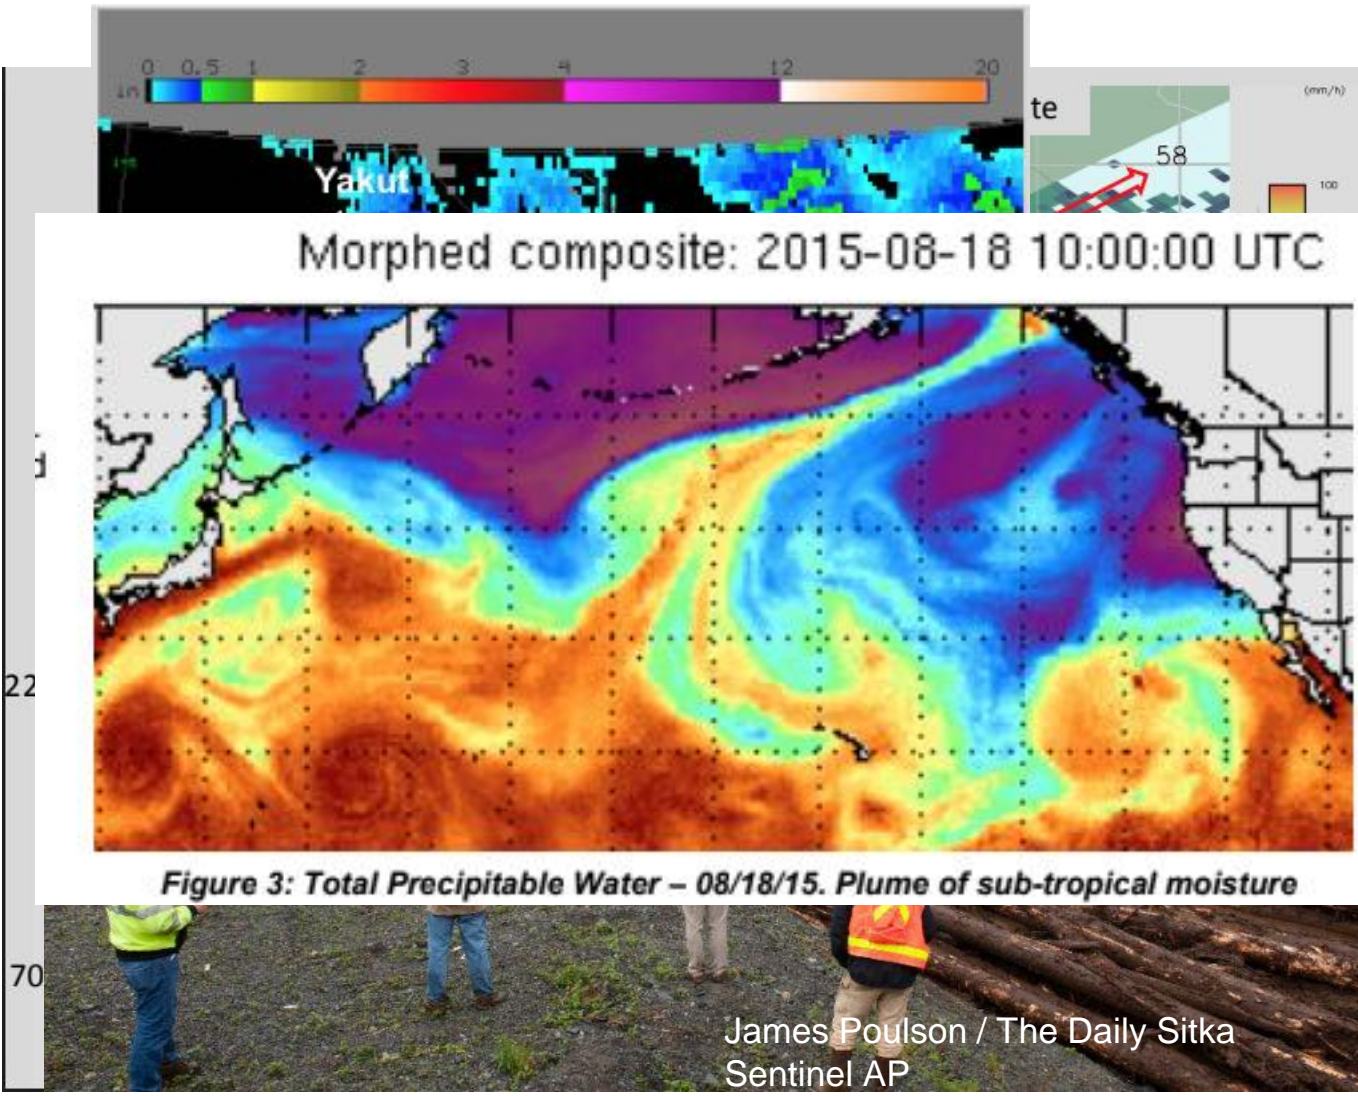 0 0.5 1 2 3 4 12 20
in
(mm/h)
te
58
145
Yakut
100
Morphed composite: 2015-08-18 10:00:00 UTC
d
22
Figure 3: Total Precipitable Water – 08/18/15. Plume of sub-tropical moisture
70
James Poulson / The Daily Sitka
Sentinel AP